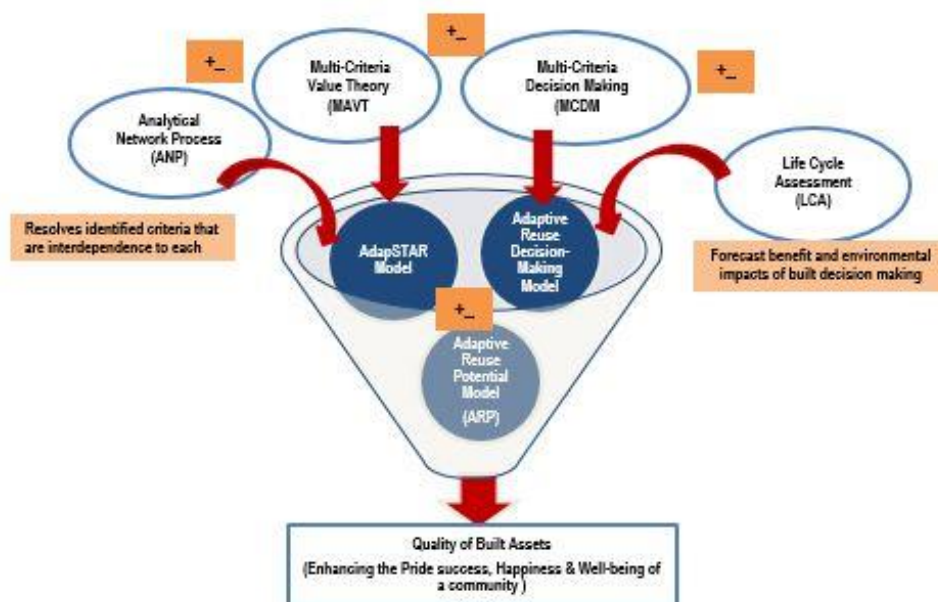 +_
+_
+_
Multi-Criteria
Value Theory
(MAVT
Multi-Criteria
Decision Making
(MCDM
Analytical
Network Process
(ANP)
Life Cycle
Assessment
(LCA)
Resolves identified criteria that
are interdependence to each
Forecast benefit and environmental
impacts of built decision making
AdapSTAR
Model
Adaptive
Reuse
Decision-
Making
Model
+_
Adaptive
Reuse
Potential
Model
(ARP)
Quality of Built Assets
(Enhancing the Pride success, Happiness & Well-being of
a community )